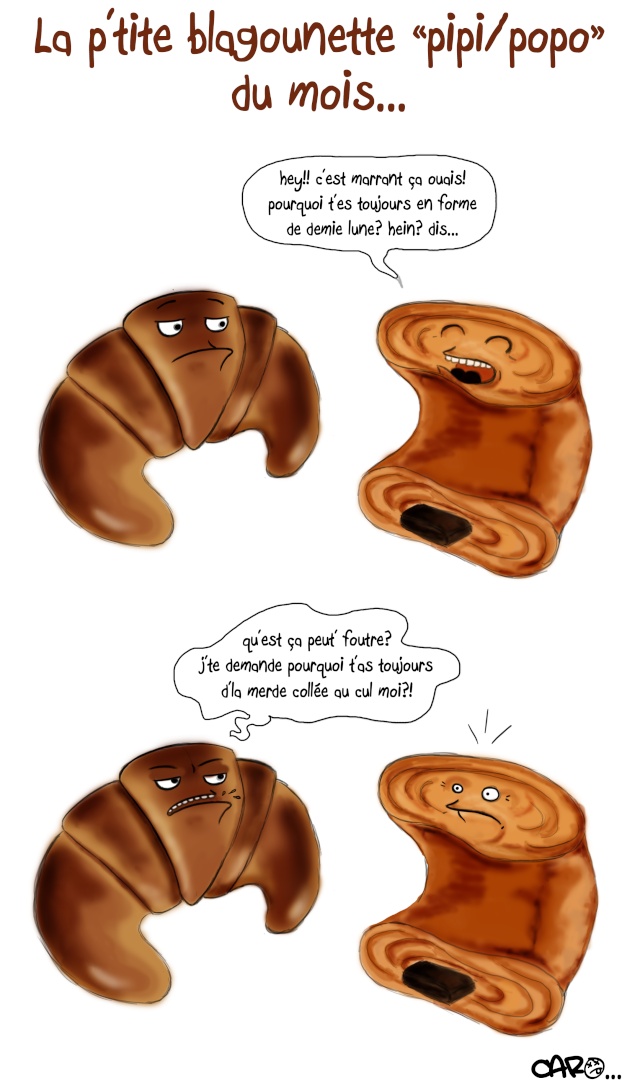 La p'tite blagounette «pipi/popo»
du mois...
hey!! c'est marrant ça ouais!
pourquoi t'es toujours en forme
de demie lune? hein? dis...
qu'est ça peut' foutre?
j'te demande pourquoi t'as toujours
d'la merde collée au cul moi?!
CARO...